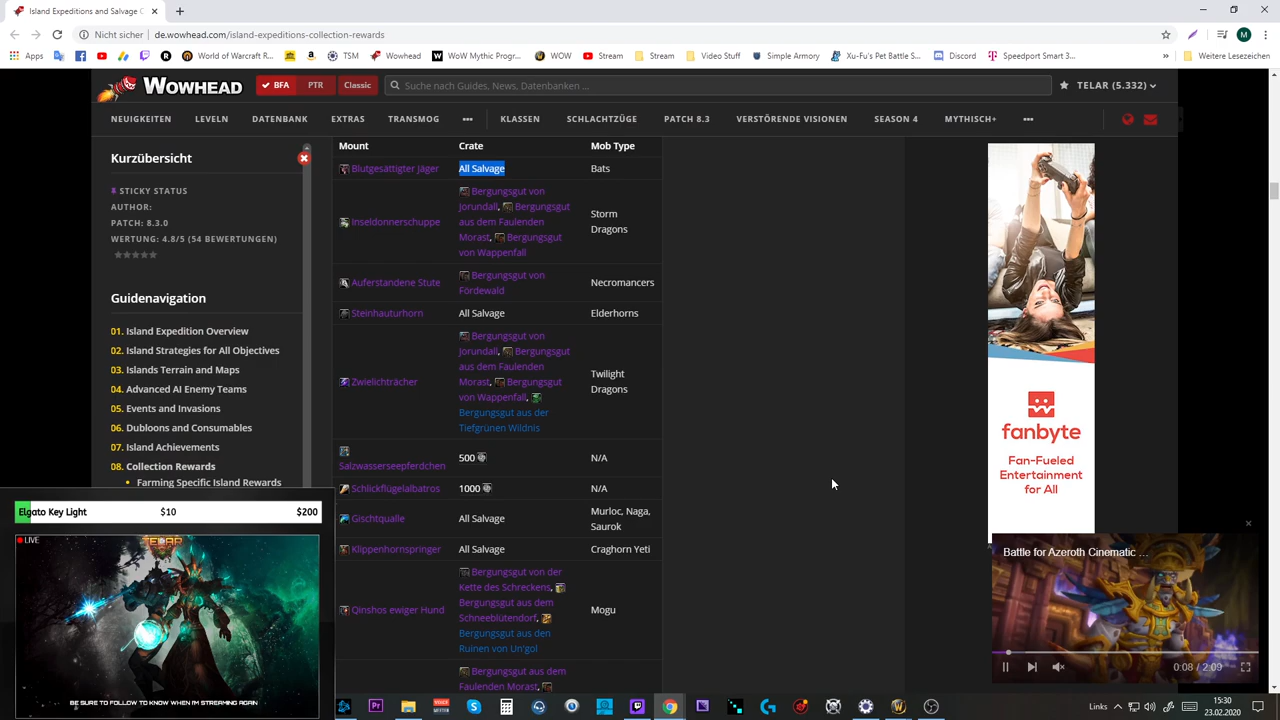 Island Expeditions and Salvage C
Nicht sicher | de.wowhead.com/island-expeditions-collection-rewards
Apps
World of Warcraft R...
TSM
Wowhead
WoW Mythic Progr...
WOW
Stream
Stream
Video Stuff
Simple Armory
Xu-Fu's Pet Battle S...
Discord
Speedport Smart 3...
Weitere Lesezeichen
WOWHEAD
BFA
PTR
Classic
Suche nach Guides, News, Datenbanken ...
TELAR (5.332)
NEUIGKEITEN
LEVELN
DATENBANK
EXTRAS
TRANSMOG
KLASSEN
SCHLACHTZÜGE
PATCH 8.3
VERSTÖRENDE VISIONEN
SEASON 4
MYTHISCH+
Kurzübersicht
STICKY STATUS
AUTHOR:
PATCH: 8.3.0
WERTUNG: 4.8/5 (54 BEWERTUNGEN)
Guidenavigation
01. Island Expedition Overview
02. Island Strategies for All Objectives
03. Islands Terrain and Maps
04. Advanced AI Enemy Teams
05. Events and Invasions
06. Dubloons and Consumables
07. Island Achievements
08. Collection Rewards
Farming Specific Island Rewards
Mount Crate Mob Type
Blutgesättigter Jäger All Salvage Bats
Inseldonnerschuppe
Bergungsgut von
Jorundall, Bergungsgut
aus dem Faulenden
Morast, Bergungsgut
von Wappenfall
Storm
Dragons
Auferstandene Stute
Bergungsgut von
Fördewald
Necromancers
Steinhauturhorn All Salvage Elderhorns
Zwielichträcher
Bergungsgut von
Jorundall, Bergungsgut
aus dem Faulenden
Morast, Bergungsgut
von Wappenfall,
Bergungsgut aus der
Tiefgrünen Wildnis
Twilight
Dragons
Salzwasserseepferdchen 500 N/A
Schlickflügelalbatros 1000 N/A
Gischtqualle All Salvage
Murloc, Naga,
Saurok
Klippenhornspringer All Salvage Craghorn Yeti
Qinshos ewiger Hund
Bergungsgut von der
Kette des Schreckens,
Bergungsgut aus dem
Schneeblütendorf,
Bergungsgut aus den
Ruinen von Un'gol
Mogu
Bergungsgut aus dem
Faulenden Morast,
fanbyte
Fan-Fueled
Entertainment
for All
Battle for Azeroth Cinematic ...
0:08 / 2:09
Elgato Key Light $10 $200
LIVE
TELAR
BE SURE TO FOLLOW TO KNOW WHEN I'M STREAMING AGAIN
Links
15:30
23.02.2020